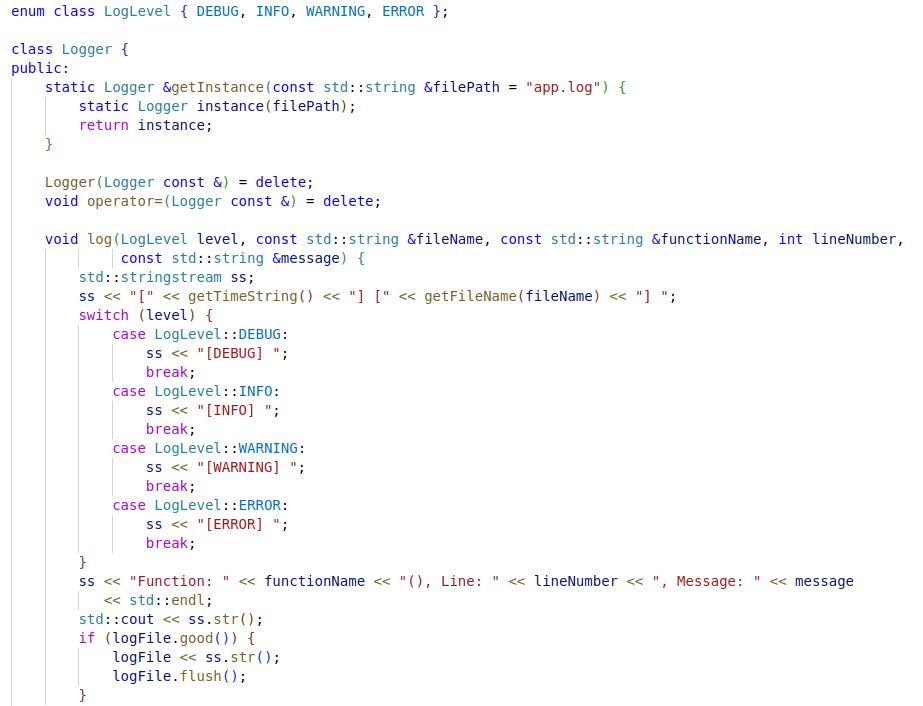 enum class LogLevel { DEBUG, INFO, WARNING, ERROR };
class Logger {
public:
    static Logger &getInstance(const std::string &filePath = "app.log") {
        static Logger instance(filePath);
        return instance;
    }
    Logger(Logger const &) = delete;
    void operator=(Logger const &) = delete;
    void log(LogLevel level, const std::string &fileName, const std::string &functionName, int lineNumber,
             const std::string &message) {
        std::stringstream ss;
        ss << "[" << getTimeString() << "] [" << getFileName(fileName) << "] ";
        switch (level) {
            case LogLevel::DEBUG:
                ss << "[DEBUG] ";
                break;
            case LogLevel::INFO:
                ss << "[INFO] ";
                break;
            case LogLevel::WARNING:
                ss << "[WARNING] ";
                break;
            case LogLevel::ERROR:
                ss << "[ERROR] ";
                break;
        }
        ss << "Function: " << functionName << "(), Line: " << lineNumber << ", Message: " << message
           << std::endl;
        std::cout << ss.str();
        if (logFile.good()) {
            logFile << ss.str();
            logFile.flush();
        }